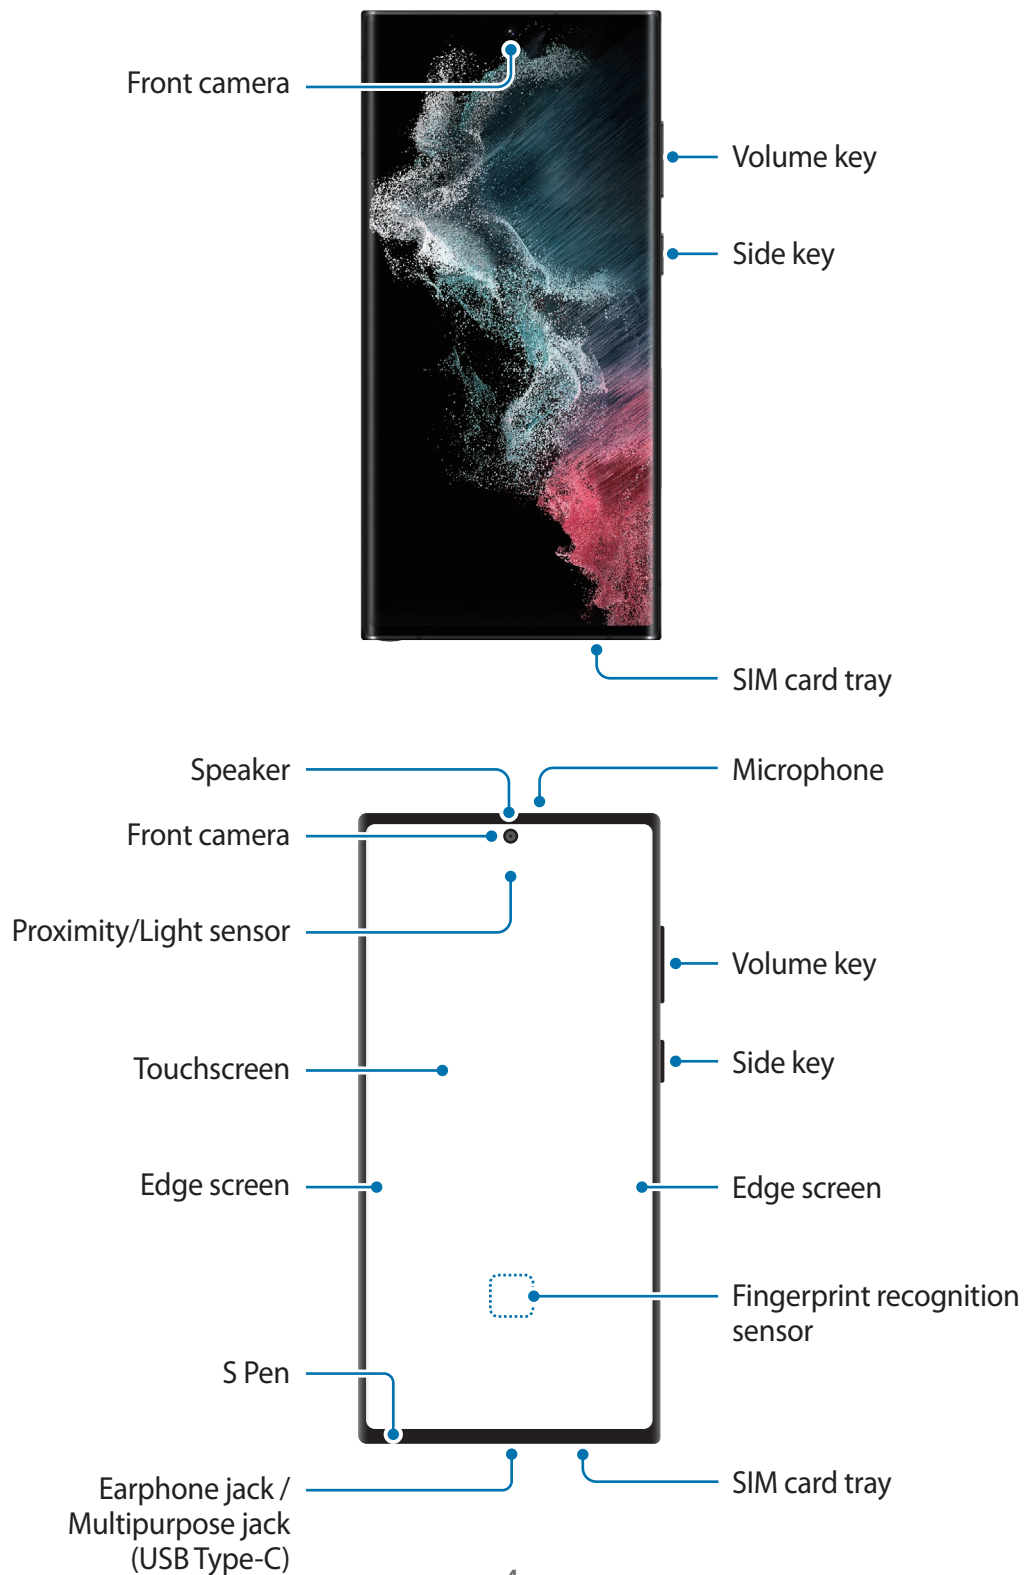 Front camera
Volume key
Side key
SIM card tray
Speaker
Microphone
Front camera
Proximity/Light sensor
Volume key
Touchscreen
Side key
Edge screen
Edge screen
Fingerprint recognition
sensor
S Pen
Earphone jack /
Multipurpose jack
(USB Type-C)
SIM card tray